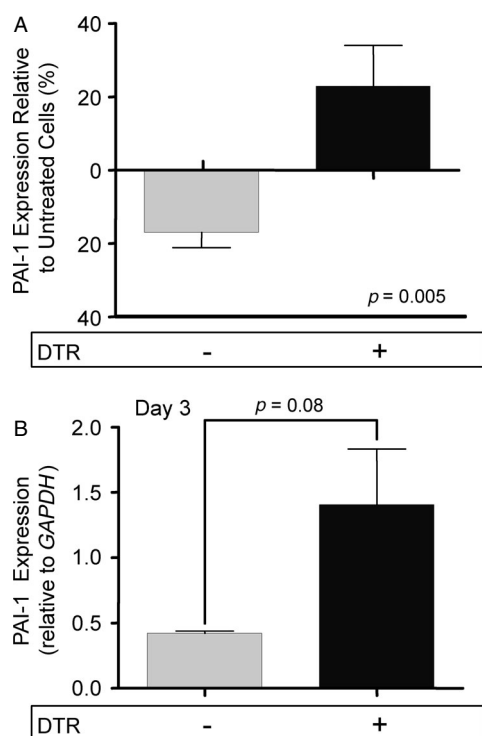 A
PAI-1 Expression Relative
to Untreated Cells (%)
40
20
0
20
40
p = 0.005
DTR - +
B
Day 3
p = 0.08
PAI-1 Expression
(relative to GAPDH)
2.0
1.5
1.0
0.5
0.0
DTR - +